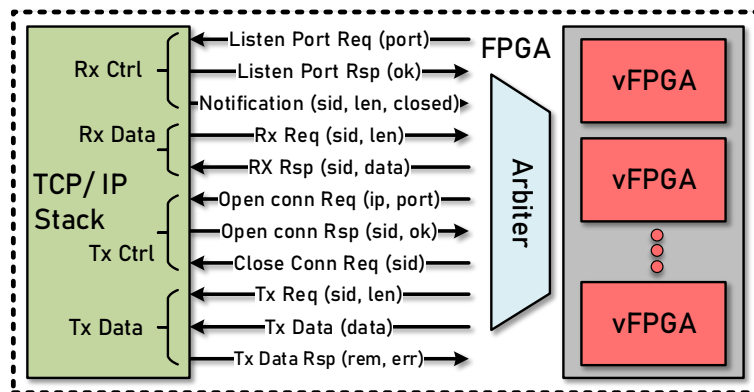 Listen Port Req (port)
FPGA
Rx Ctrl
Listen Port Rsp (ok)
Notification (sid, len, closed)
Rx Data
Rx Req (sid, len)
RX Rsp (sid, data)
TCP/ IP
Stack
Open conn Req (ip, port)
Open conn Rsp (sid, ok)
Tx Ctrl
Close Conn Req (sid)
Tx Req (sid, len)
Tx Data
Tx Data (data)
Tx Data Rsp (rem, err)
Arbiter
vFPGA
vFPGA
vFPGA